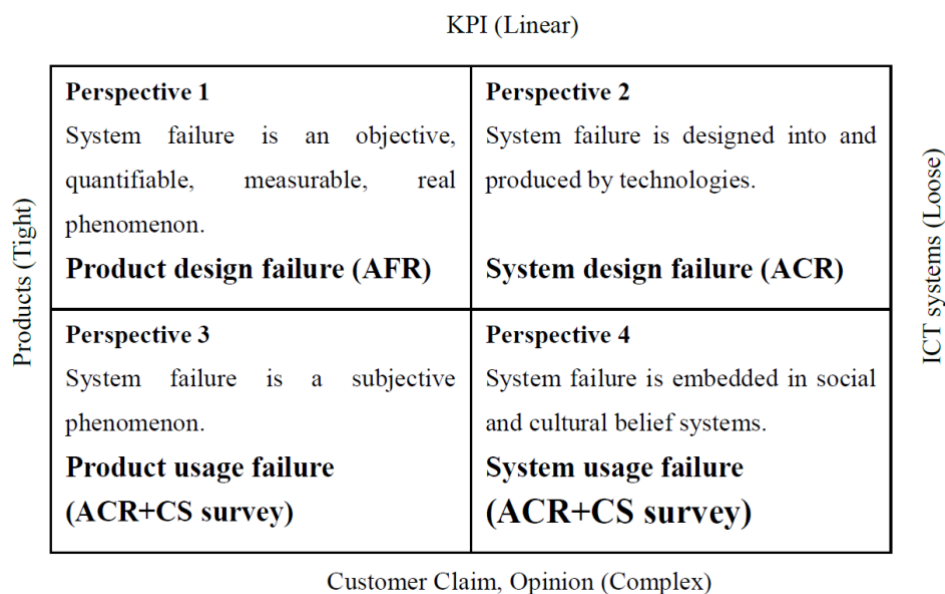 KPI (Linear)
Products (Tight)
Perspective 1
System failure is an objective,
quantifiable, measurable, real
phenomenon.
Product design failure (AFR)
Perspective 2
System failure is designed into and
produced by technologies.
System design failure (ACR)
ICT systems (Loose)
Perspective 3
System failure is a subjective
phenomenon.
Product usage failure
(ACR+CS survey)
Perspective 4
System failure is embedded in social
and cultural belief systems.
System usage failure
(ACR+CS survey)
Customer Claim, Opinion (Complex)